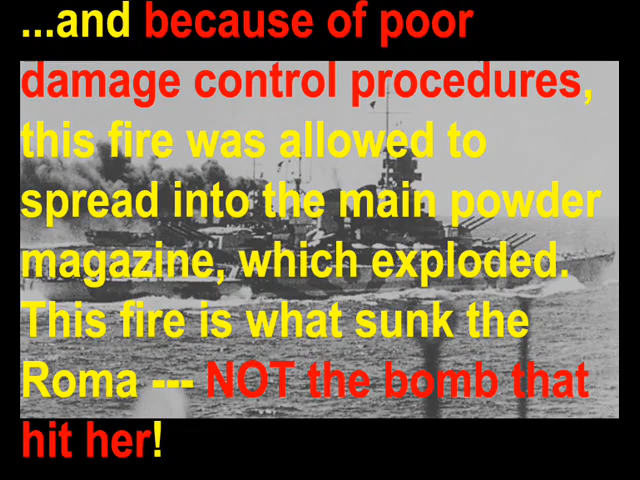 ...and because of poor
damage control procedures,
this fire was allowed to
spread into the main powder
magazine, which exploded.
This fire is what sunk the
Roma --- NOT the bomb that
hit her!